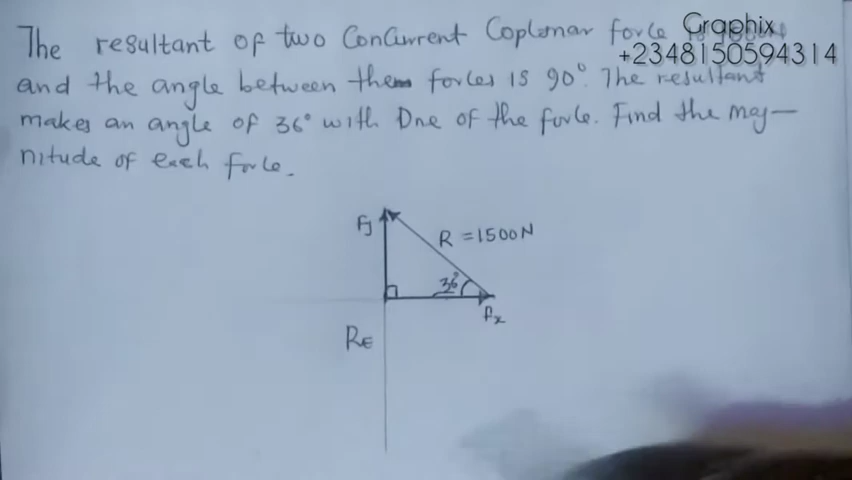 The resultant of two Concurrent Coplanar force
Graphix
+2348150594314
and the angle between them forces is 90°. The resultant
makes an angle of 36° with One of the force. Find the mag-
nitude of each force.
Fy
R = 1500N
36°
Fx
RE